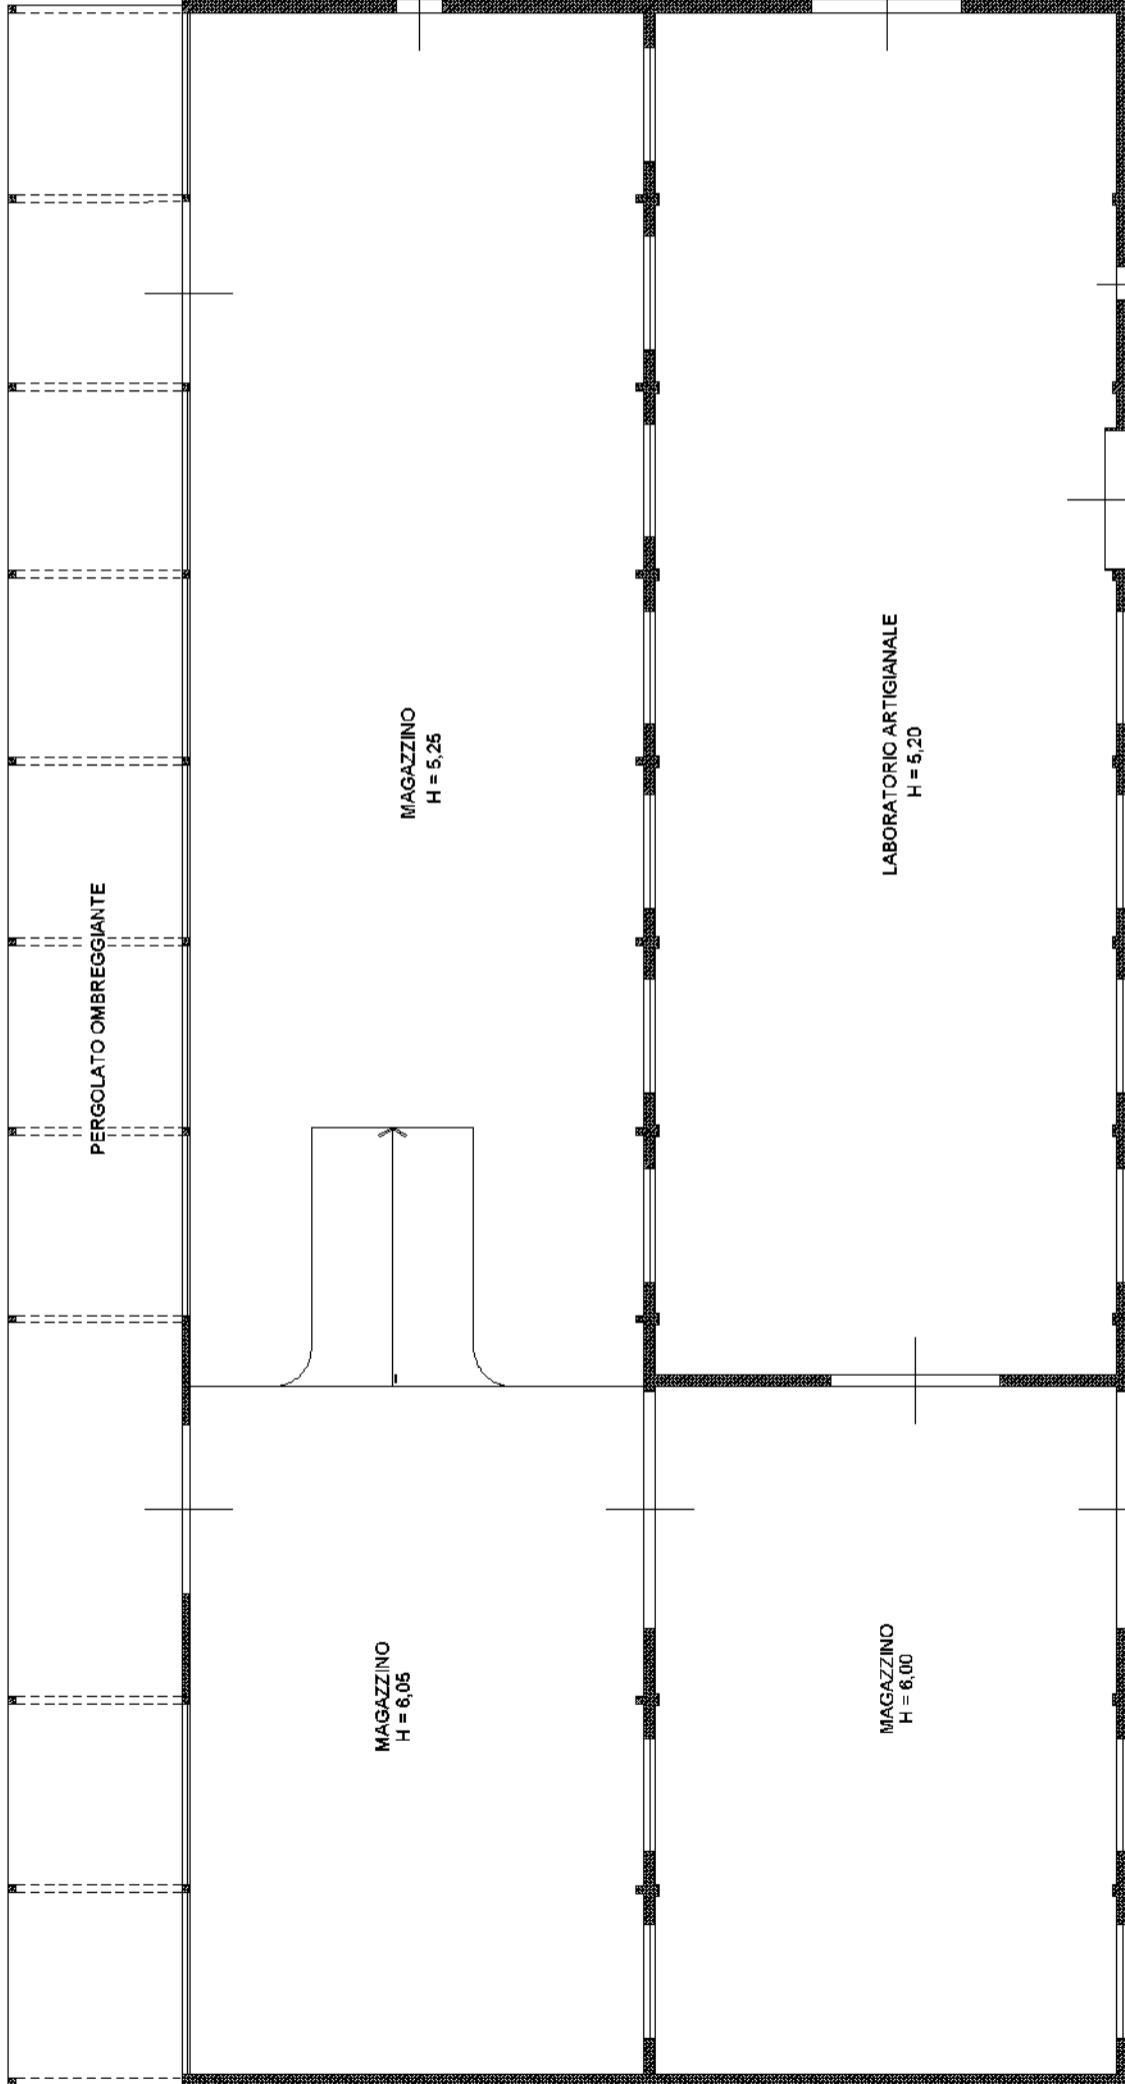 PERGOLATO OMBREGGIANTE
MAGAZZINO
H = 5,25
LABORATORIO ARTIGIANALE
H = 5,20
MAGAZZINO
H = 6,05
MAGAZZINO
H = 6,00